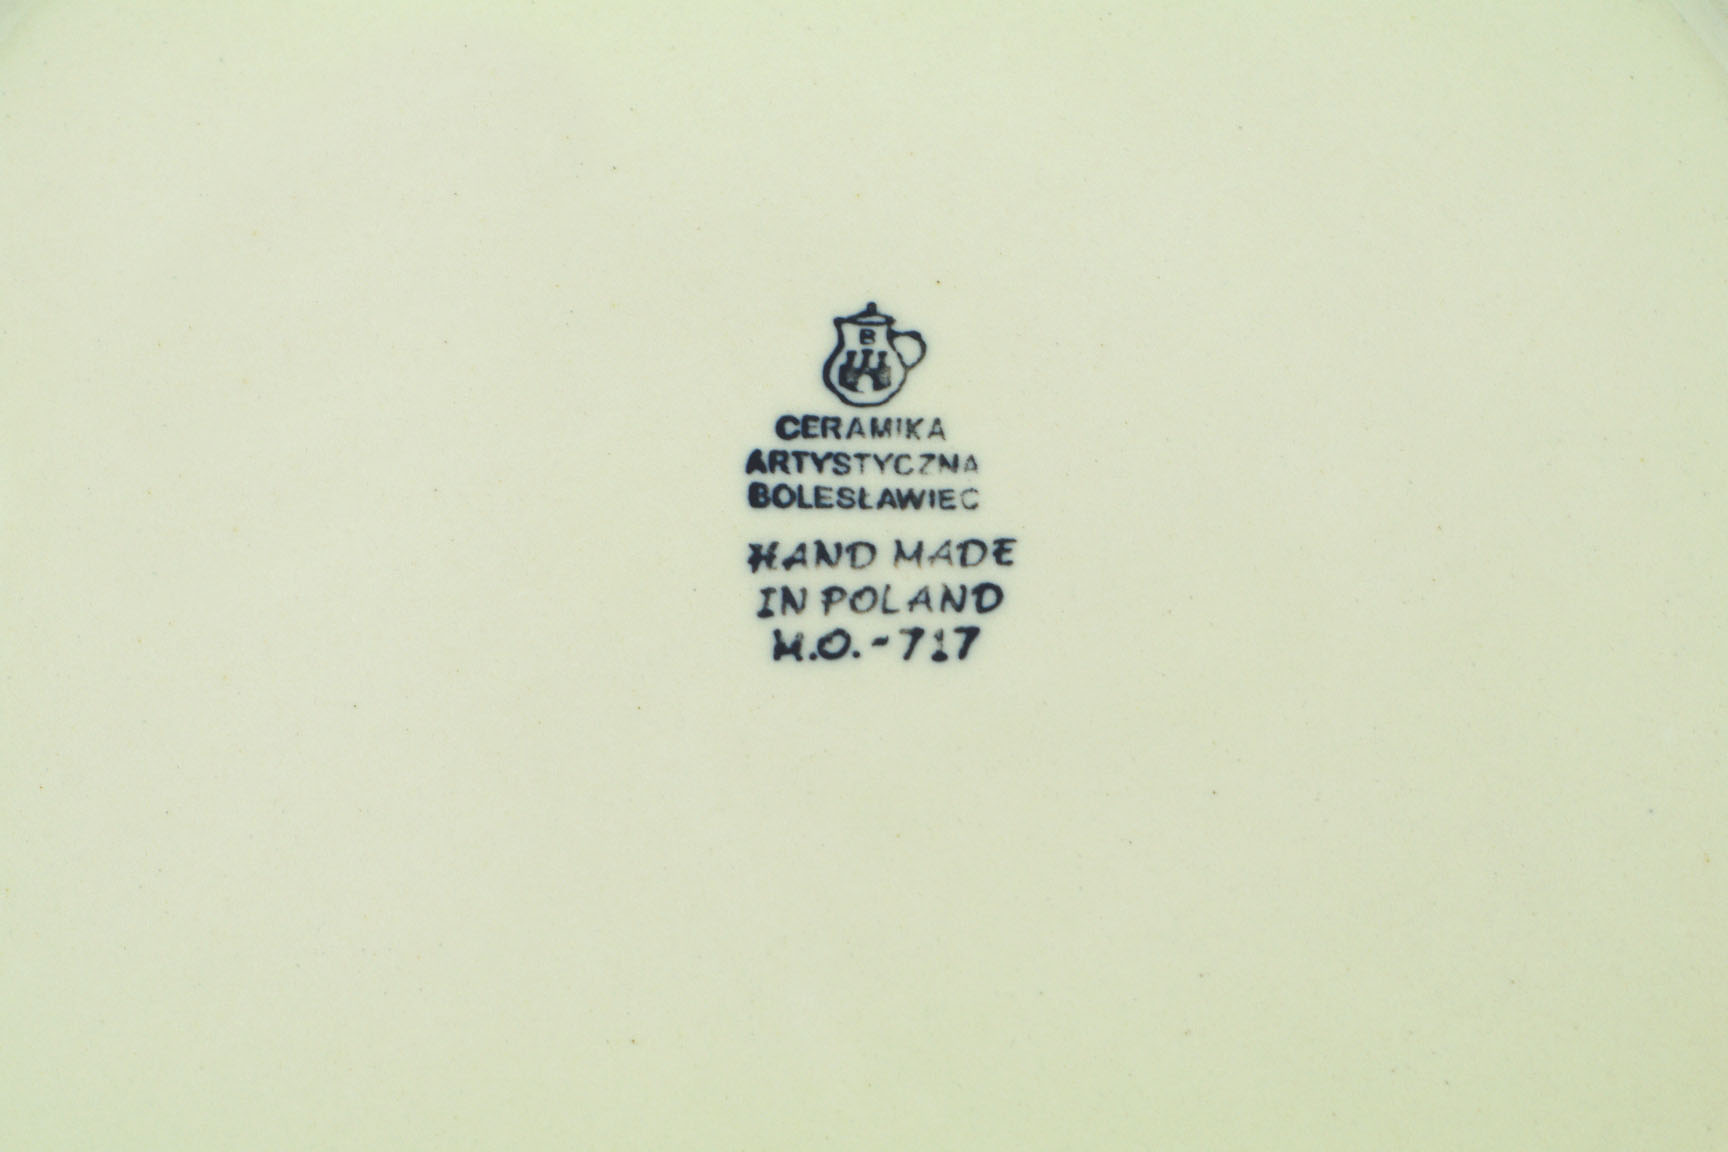 B
CERAMIKA
ARTYSTYCZNA
BOLESŁAWIEC
HAND MADE
IN POLAND
M.O.-717